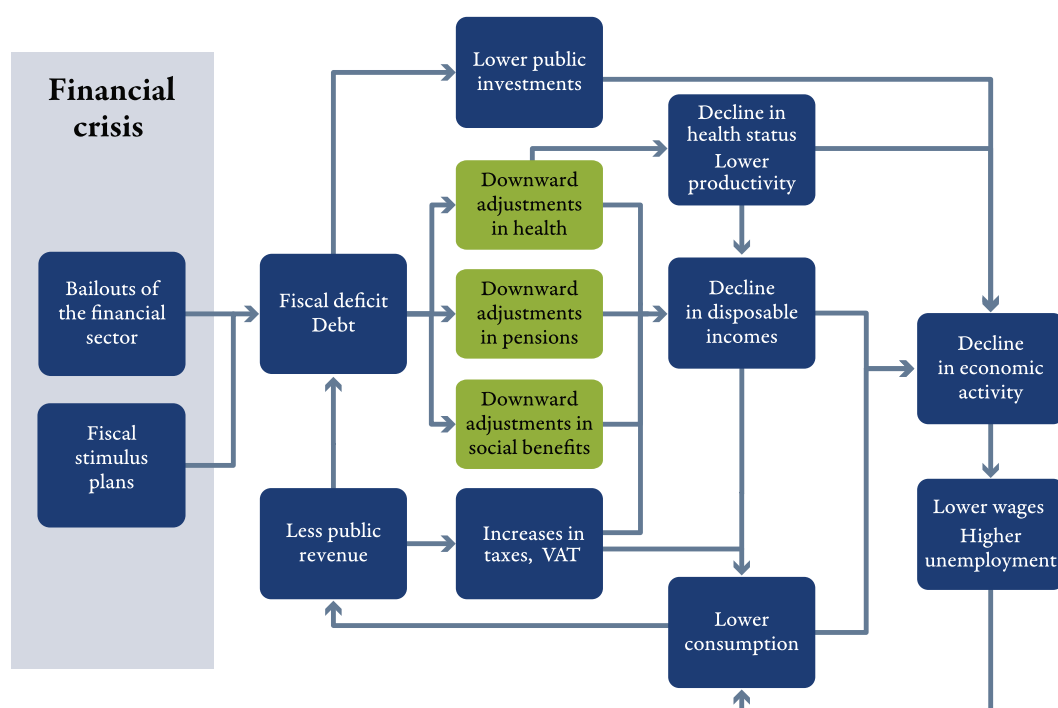 Financial
crisis
Bailouts of
the financial
sector
Fiscal
stimulus
plans
Fiscal deficit
Debt
Less public
revenue
Lower public
investments
Downward
adjustments
in health
Downward
adjustments
in pensions
Downward
adjustments in
social benefits
Increases in
taxes, VAT
Decline in
health status
Lower
productivity
Decline
in disposable
incomes
Lower
consumption
Decline
in economic
activity
Lower wages
Higher
unemployment